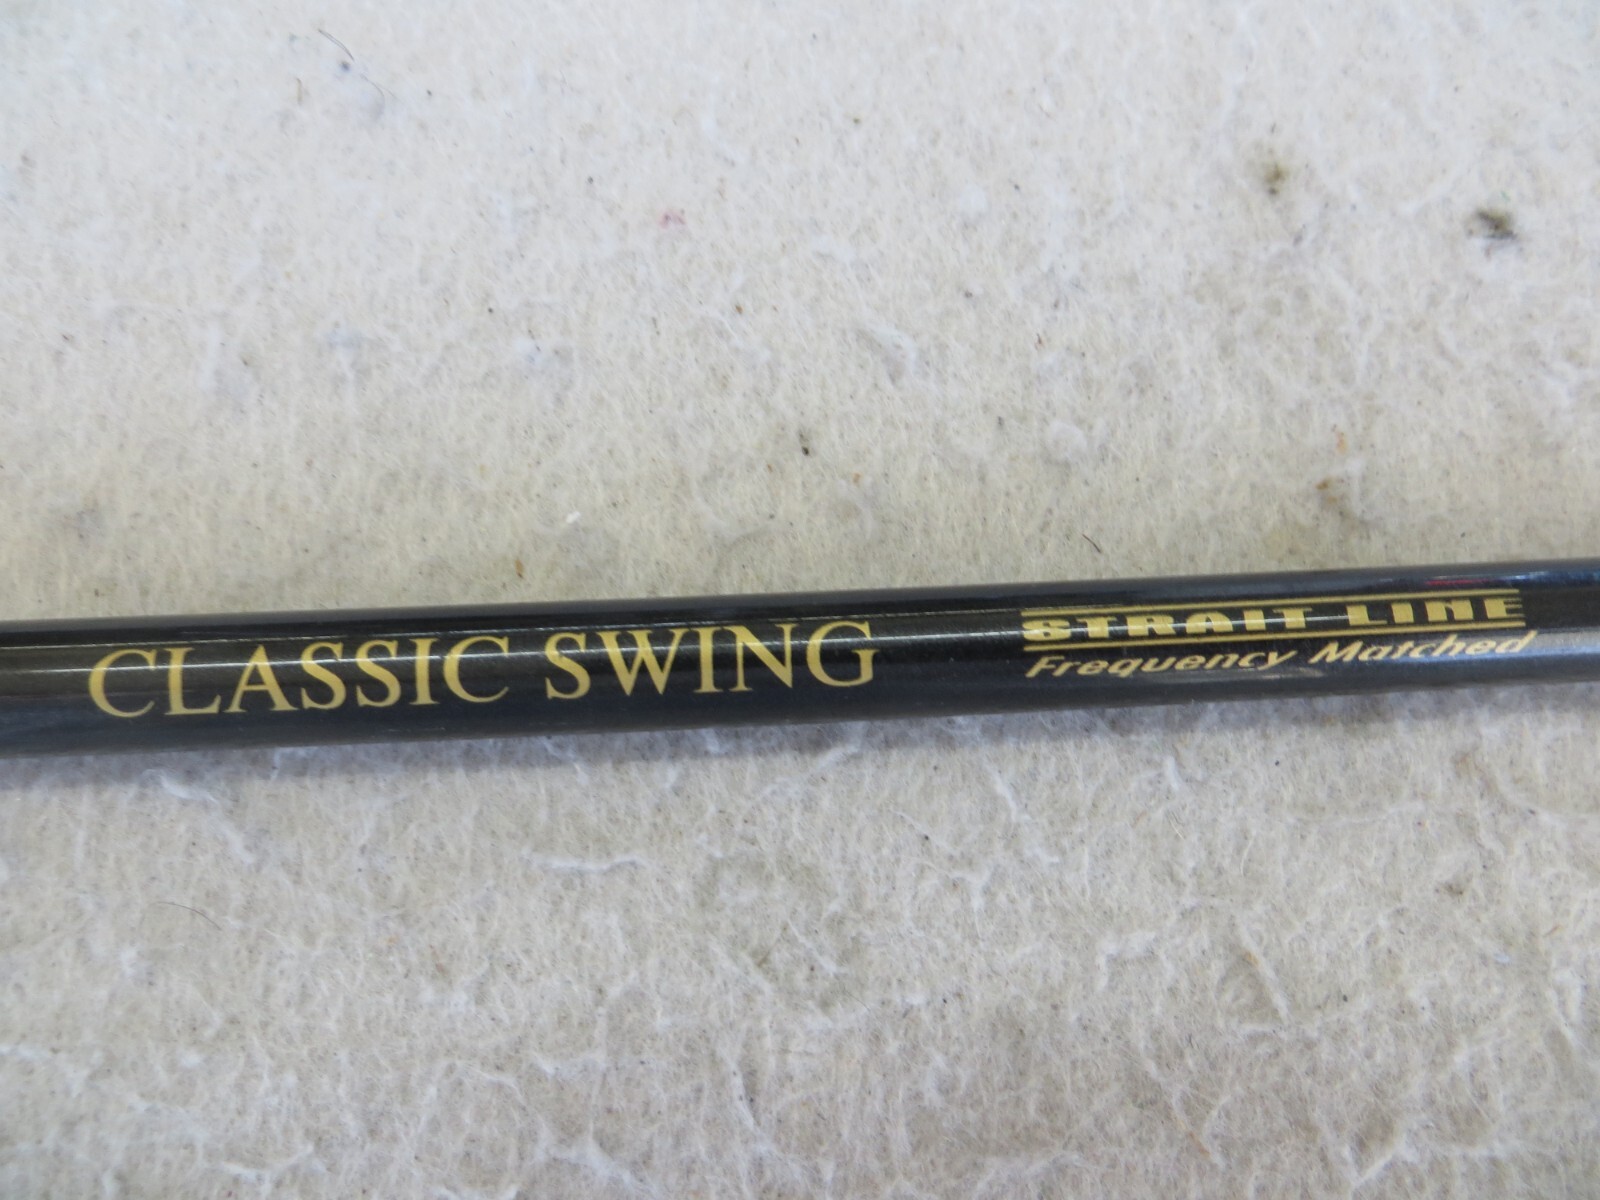 CLASSIC SWING
STRAIT LINE
Frequency Matched